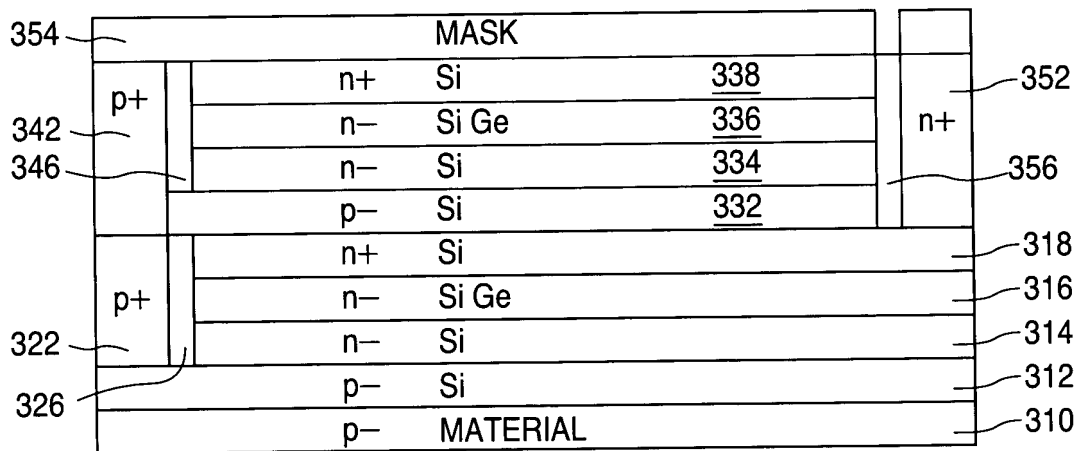 354 MASK
p+ n+ Si 338 352
342 n− Si Ge 336 n+
346 n− Si 334 356
p− Si 332
n+ Si 318
p+ n− Si Ge 316
322 n− Si 314
326 p− Si 312
p− MATERIAL 310